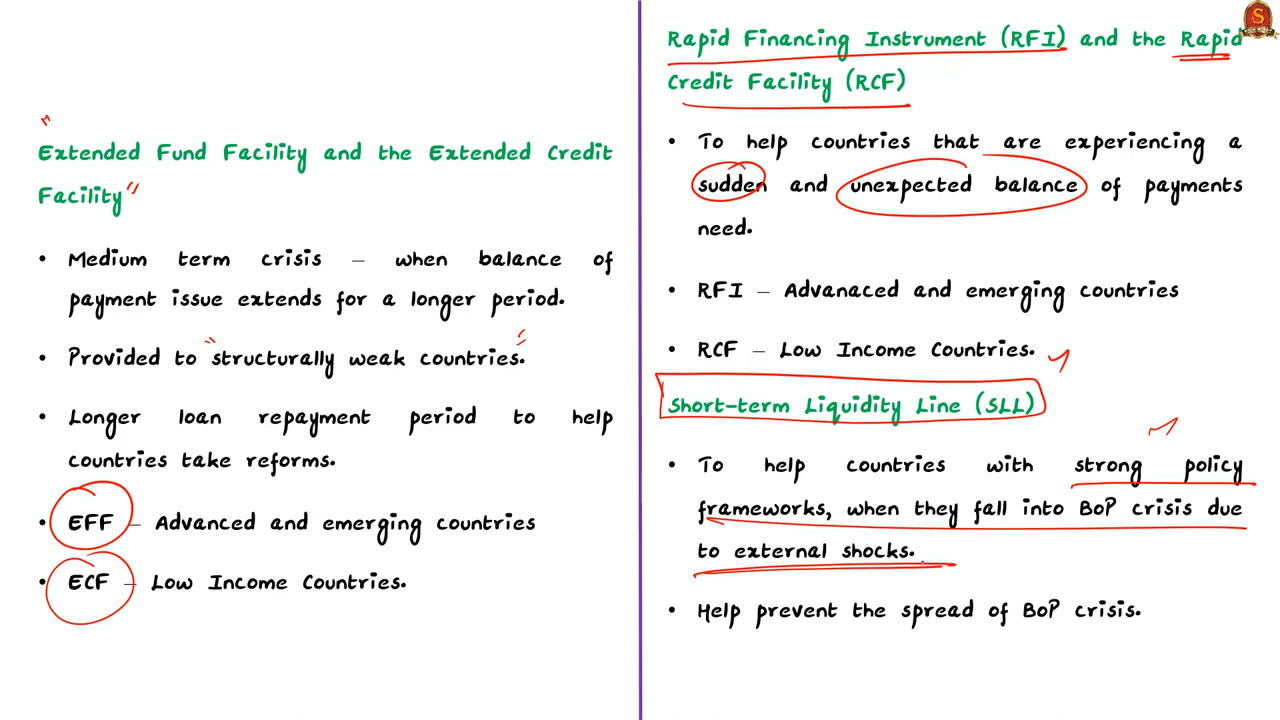 Extended Fund Facility and the Extended Credit
Facility"
• Medium term crisis – when balance of
payment issue extends for a longer period.
• Provided to "structurally weak countries."
• Longer loan repayment period to help
countries take reforms.
• EFF – Advanced and emerging countries
• ECF – Low Income Countries.
Rapid Financing Instrument (RFI) and the Rapid
Credit Facility (RCF)
• To help countries that are experiencing a
sudden and unexpected balance of payments
need.
• RFI – Advanaced and emerging countries
• RCF – Low Income Countries.
Short-term Liquidity Line (SLL)
• To help countries with strong policy
frameworks, when they fall into BoP crisis due
to external shocks.
• Help prevent the spread of BoP crisis.
S